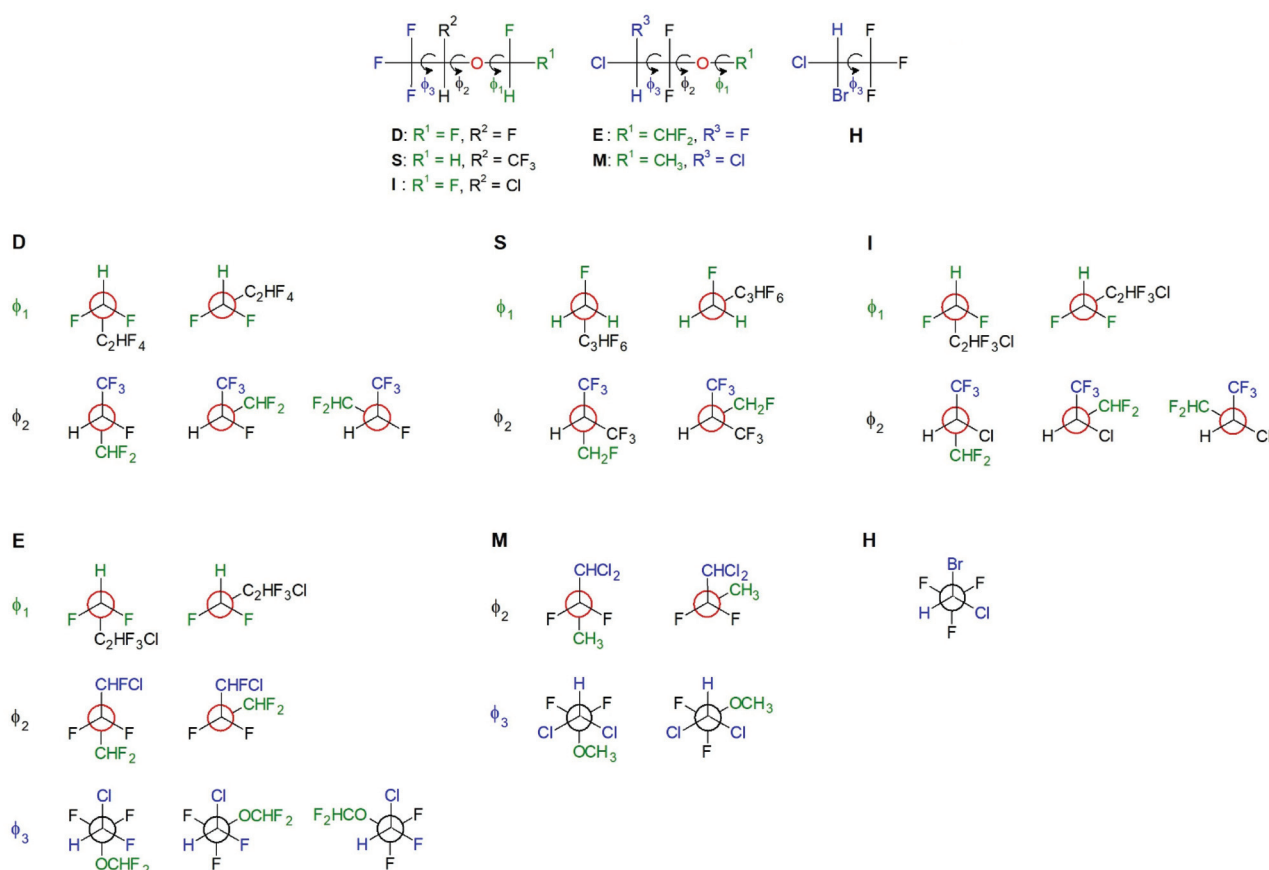 F R² F R³ F H F
F O R¹ Cl O R¹ Cl F
F ϕ₃ H ϕ₂ ϕ₁ H H ϕ₃ F ϕ₂ ϕ₁ Br ϕ₃ F
D : R¹ = F, R² = F E : R¹ = CHF₂, R³ = F H
S : R¹ = H, R² = CF₃ M : R¹ = CH₃, R³ = Cl
I : R¹ = F, R² = Cl
D S I
H H F F H H
ϕ₁ F F C₂HF₄ F F C₂HF₄ ϕ₁ H H C₃HF₆ H H C₃HF₆ ϕ₁ F F C₂HF₃Cl F F C₂HF₃Cl
CF₃ CF₃ CF₃ CF₃ CF₃ CF₃ CF₃ CF₃
ϕ₂ H F CHF₂ H F CHF₂ F₂HC H F ϕ₂ H CF₃ CH₂F H CF₃ CH₂F ϕ₂ H Cl CHF₂ H Cl CHF₂ F₂HC H Cl
E M H
H H CHCl₂ CHCl₂ Br
ϕ₁ F F C₂HF₃Cl F F C₂HF₃Cl ϕ₂ F F CH₃ F F CH₃ F F H Cl F
CHFCl CHFCl H H
ϕ₂ F F CHF₂ F F CHF₂ ϕ₃ F F Cl Cl OCH₃ F OCH₃ Cl Cl F
Cl Cl Cl
ϕ₃ F F H F OCHF₂ F OCHF₂ H F F F₂HCO F H F F